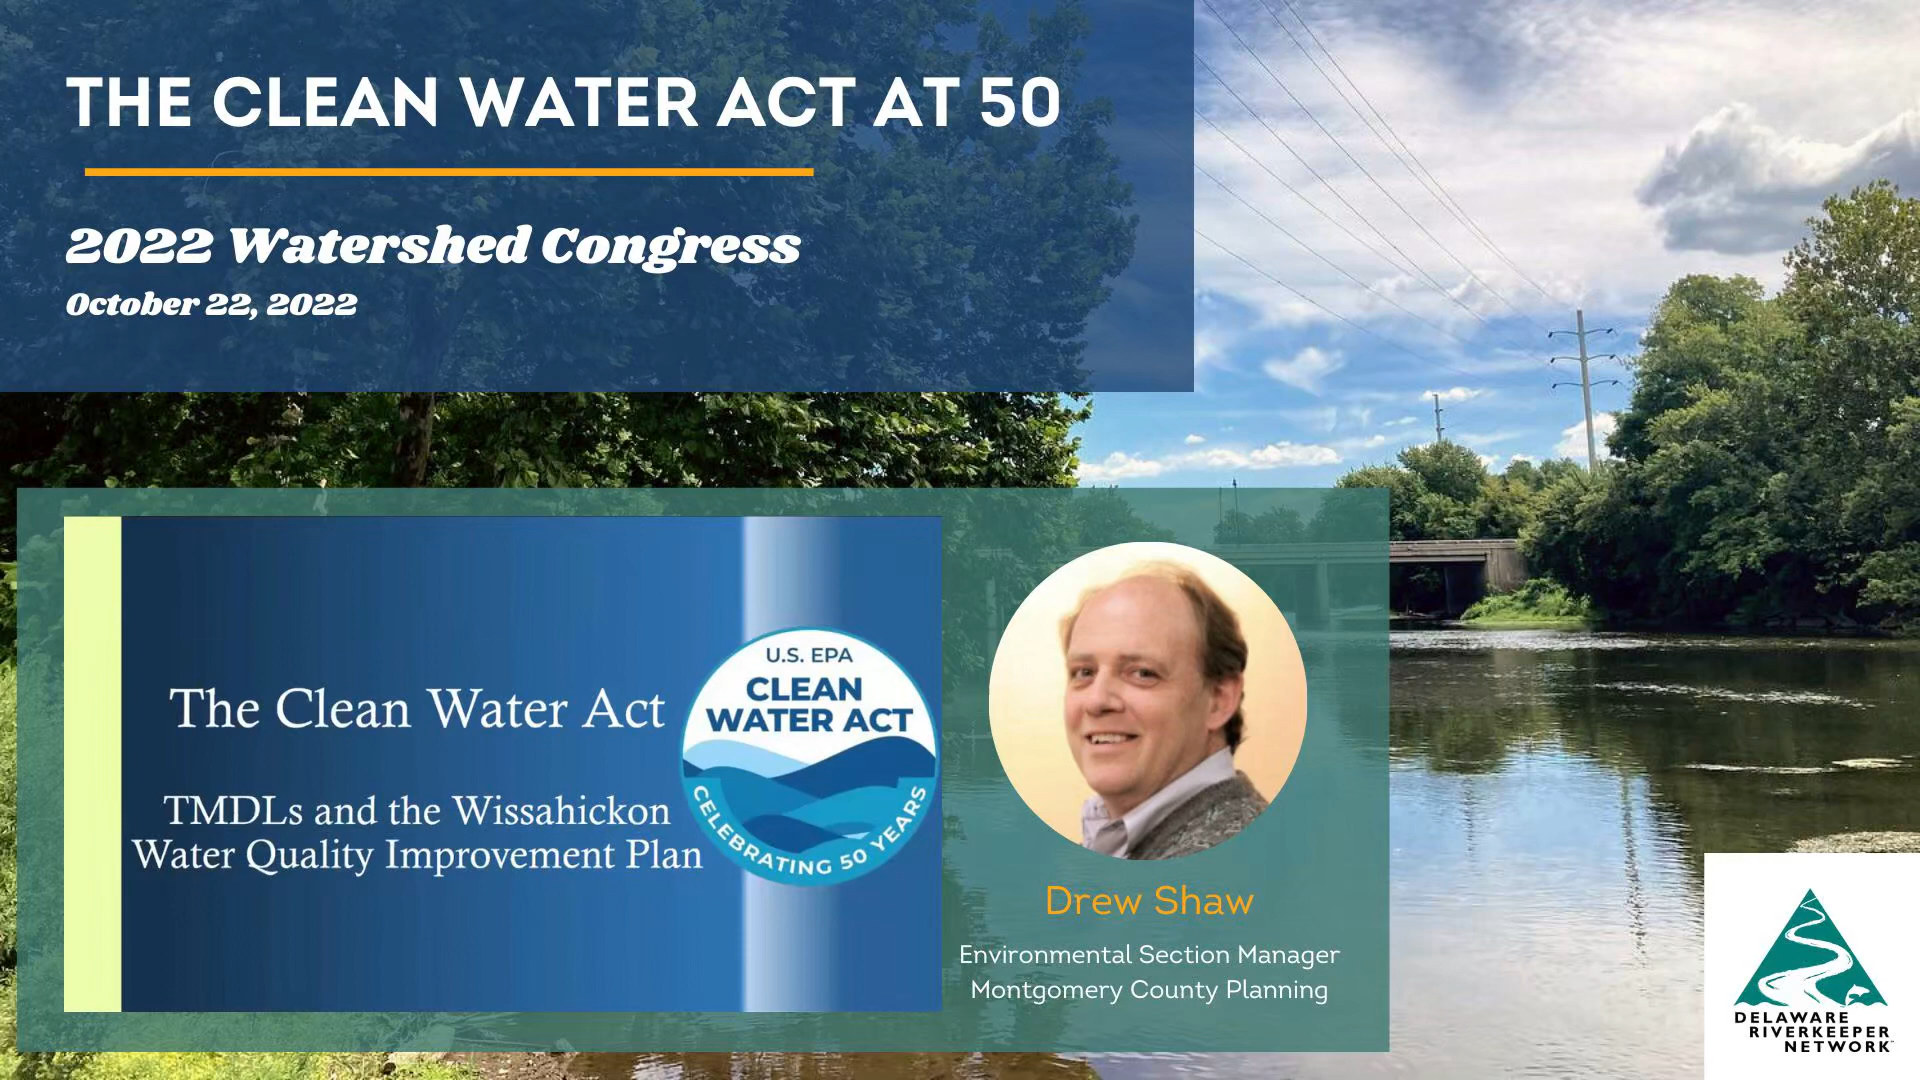 THE CLEAN WATER ACT AT 50
2022 Watershed Congress
October 22, 2022
The Clean Water Act
TMDLs and the Wissahickon
Water Quality Improvement Plan
U.S. EPA
CLEAN
WATER ACT
CELEBRATING 50 YEARS
Drew Shaw
Environmental Section Manager
Montgomery County Planning
DELAWARE
RIVERKEEPER
NETWORK